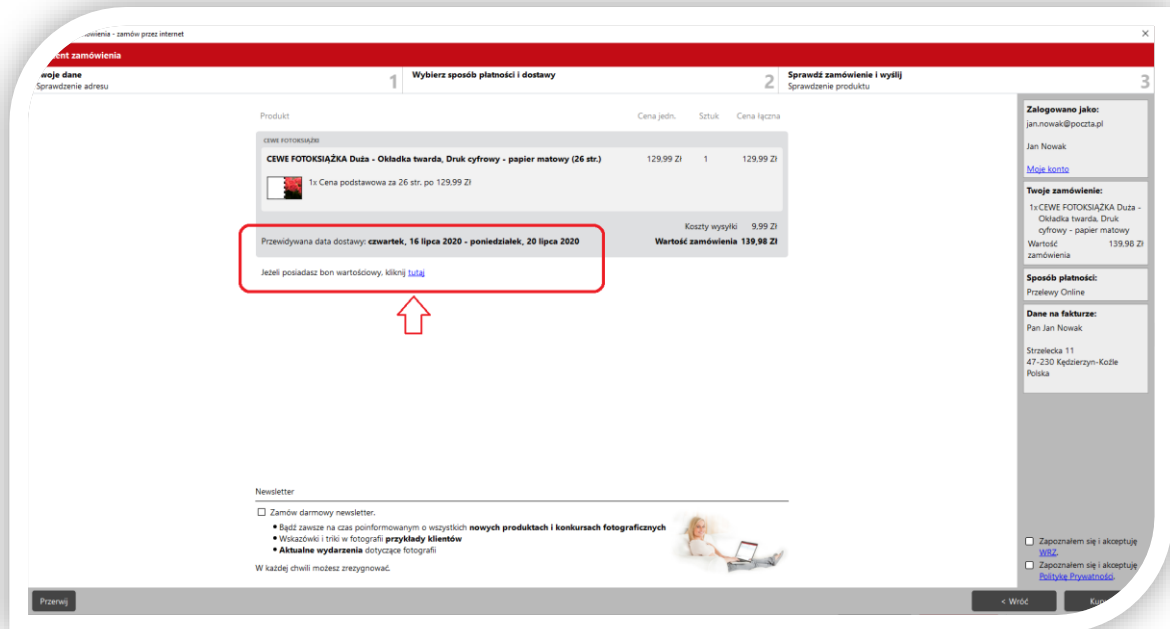 zamów przez internet
zamówienia
Twoje dane
Sprawdzenie adresu
1
Wybierz sposób płatności i dostawy
2
Sprawdź zamówienie i wyślij
Sprawdzenie produktu
3
Produkt Cena jedn. Sztuk Cena łączna
CEWE FOTOKSIĄŻKI
CEWE FOTOKSIĄŻKA Duża - Okładka twarda, Druk cyfrowy - papier matowy (26 str.) 129,99 Zł 1 129,99 Zł
1x Cena podstawowa za 26 str. po 129,99 Zł
Koszty wysyłki 9,99 Zł
Przewidywana data dostawy: czwartek, 16 lipca 2020 - poniedziałek, 20 lipca 2020 Wartość zamówienia 139,98 Zł
Jeżeli posiadasz bon wartościowy, kliknij tutaj
Newsletter
Zamów darmowy newsletter.
• Bądź zawsze na czas poinformowanym o wszystkich nowych produktach i konkursach fotograficznych
• Wskazówki i triki w fotografii przykłady klientów
• Aktualne wydarzenia dotyczące fotografii
W każdej chwili możesz zrezygnować.
Zalogowano jako:
jan.nowak@poczta.pl
Jan Nowak
Moje konto
Twoje zamówienie:
1x CEWE FOTOKSIĄŻKA Duża -
Okładka twarda, Druk
cyfrowy - papier matowy
Wartość 139,98 Zł
zamówienia
Sposób płatności:
Przelewy Online
Dane na fakturze:
Pan Jan Nowak
Strzelecka 11
47-230 Kędzierzyn-Koźle
Polska
Zapoznałem się i akceptuję
WRZ.
Zapoznałem się i akceptuję
Politykę Prywatności.
Przerwij
< Wróć